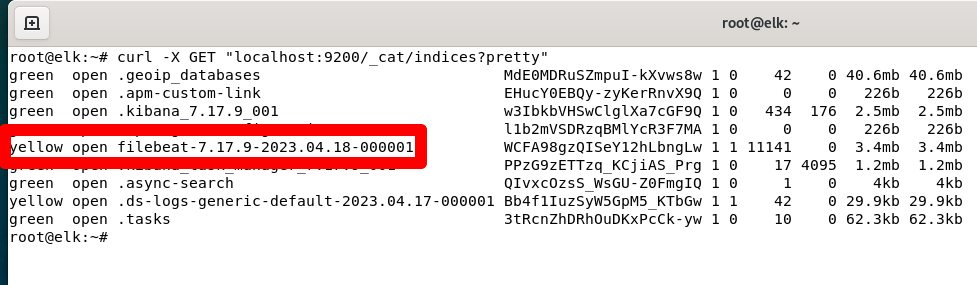 root@elk: ~
root@elk:~# curl -X GET "localhost:9200/_cat/indices?pretty"
green open .geoip_databases MdE0MDRuSZmpuI-kXvws8w 1 0 42 0 40.6mb 40.6mb
green open .apm-custom-link EHucY0EBQy-zyKerRnvX9Q 1 0 0 0 226b 226b
green open .kibana_7.17.9_001 w3IbkbVHSwClglXa7cGF9Q 1 0 434 176 2.5mb 2.5mb
l1b2mVSDRzqBMlYcR3F7MA 1 0 0 0 226b 226b
yellow open filebeat-7.17.9-2023.04.18-000001 WCFA98gzQISeY12hLbngLw 1 1 11141 0 3.4mb 3.4mb
PPzG9zETTzq_KCjiAS_Prg 1 0 17 4095 1.2mb 1.2mb
green open .async-search QIvxcOzsS_WsGU-Z0FmgIQ 1 0 1 0 4kb 4kb
yellow open .ds-logs-generic-default-2023.04.17-000001 Bb4f1IuzSyW5GpM5_KTbGw 1 1 42 0 29.9kb 29.9kb
green open .tasks 3tRcnZhDRhOuDKxPcCk-yw 1 0 10 0 62.3kb 62.3kb
root@elk:~#